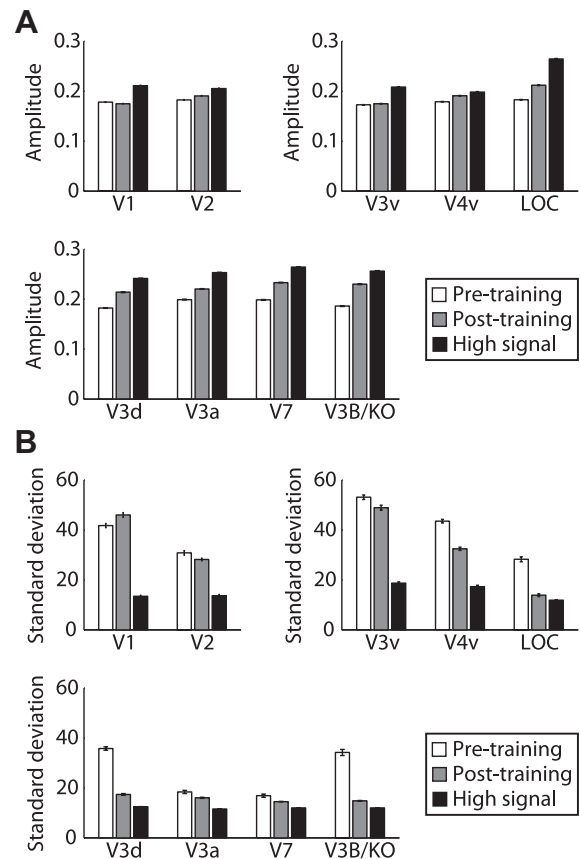 A
0.3
0.2
0.1
0
Amplitude
V1 V2
0.3
0.2
0.1
0
Amplitude
V3v V4v LOC
0.3
0.2
0.1
0
Amplitude
V3d V3a V7 V3B/KO
Pre-training
Post-training
High signal
B
60
40
20
0
Standard deviation
V1 V2
60
40
20
0
Standard deviation
V3v V4v LOC
60
40
20
0
Standard deviation
V3d V3a V7 V3B/KO
Pre-training
Post-training
High signal